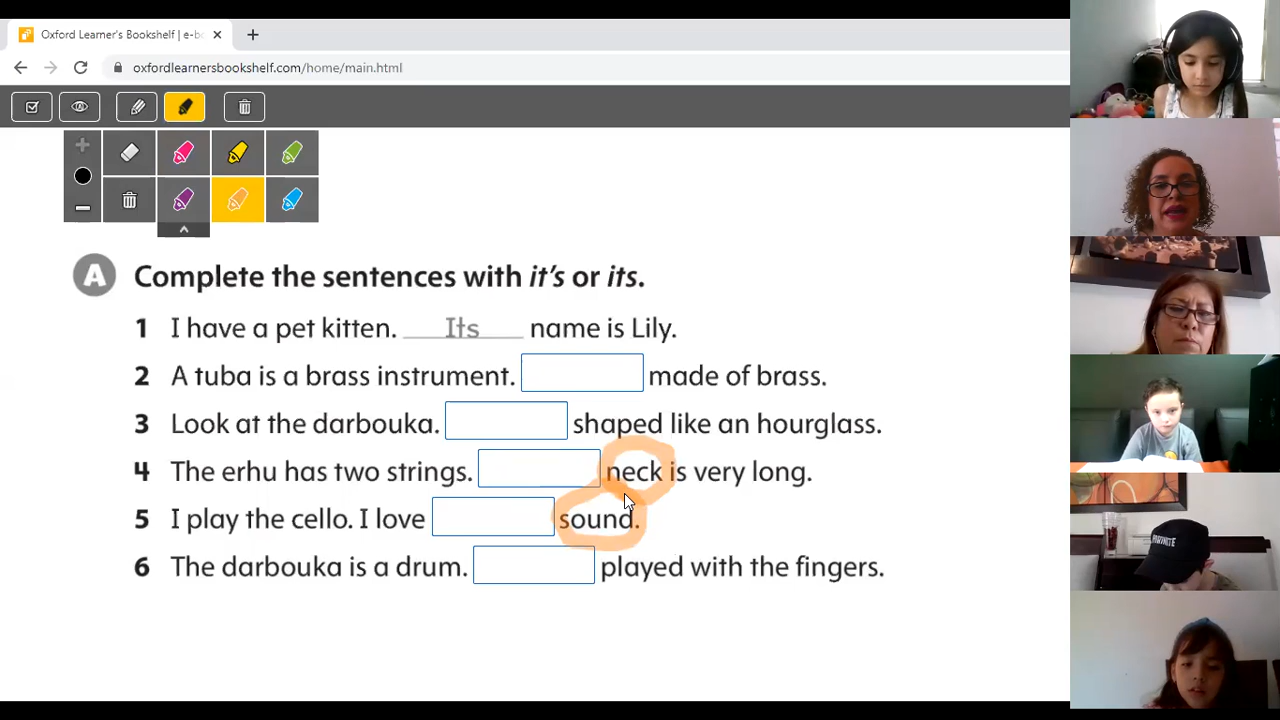 Oxford Learner's Bookshelf | e-bo
oxfordlearnersbookshelf.com/home/main.html
A Complete the sentences with it's or its.
1 I have a pet kitten. Its name is Lily.
2 A tuba is a brass instrument. made of brass.
3 Look at the darbouka. shaped like an hourglass.
4 The erhu has two strings. neck is very long.
5 I play the cello. I love sound.
6 The darbouka is a drum. played with the fingers.